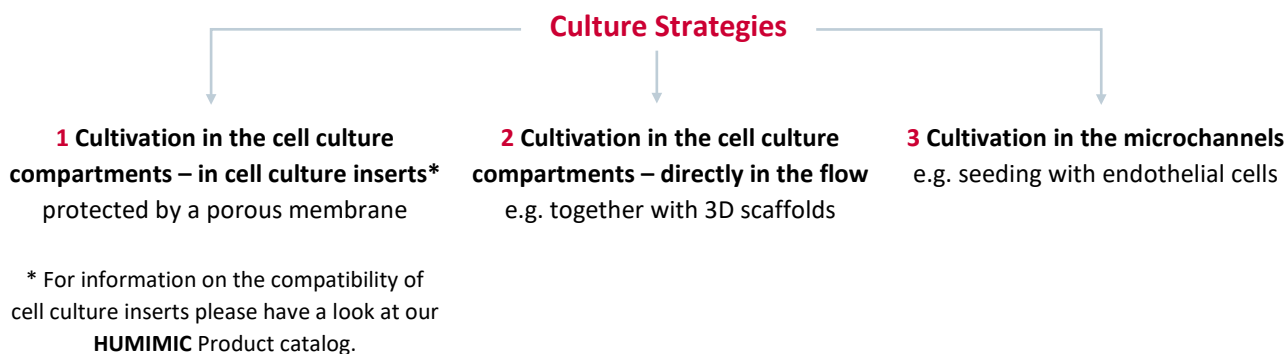 Culture Strategies
1 Cultivation in the cell culture
compartments – in cell culture inserts*
protected by a porous membrane
* For information on the compatibility of
cell culture inserts please have a look at our
HUMIMIC Product catalog.
2 Cultivation in the cell culture
compartments – directly in the flow
e.g. together with 3D scaffolds
3 Cultivation in the microchannels
e.g. seeding with endothelial cells